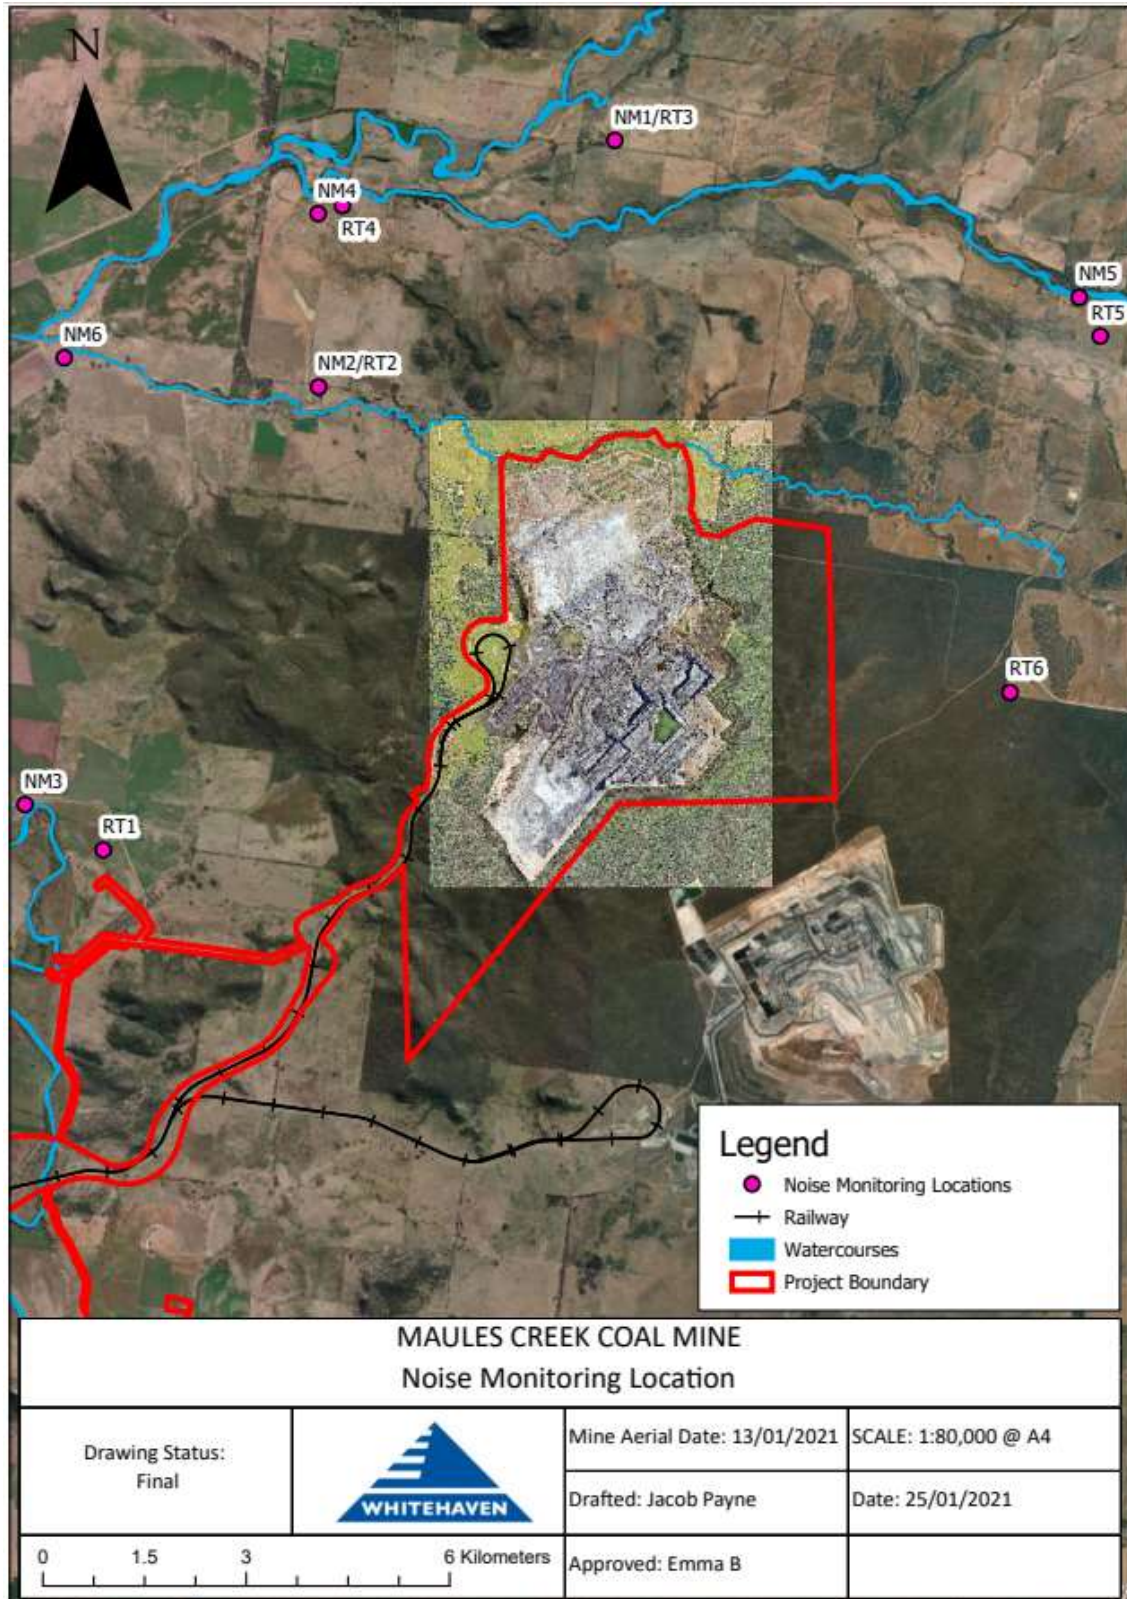 N
NM1/RT3
NM4
RT4
NM5
RT5
NM6
NM2/RT2
RT6
NM3
RT1
Legend
Noise Monitoring Locations
Railway
Watercourses
Project Boundary
MAULES CREEK COAL MINE
Noise Monitoring Location
Drawing Status:
Final
WHITEHAVEN
Mine Aerial Date: 13/01/2021
SCALE: 1:80,000 @ A4
Drafted: Jacob Payne
Date: 25/01/2021
0 1.5 3 6 Kilometers
Approved: Emma B